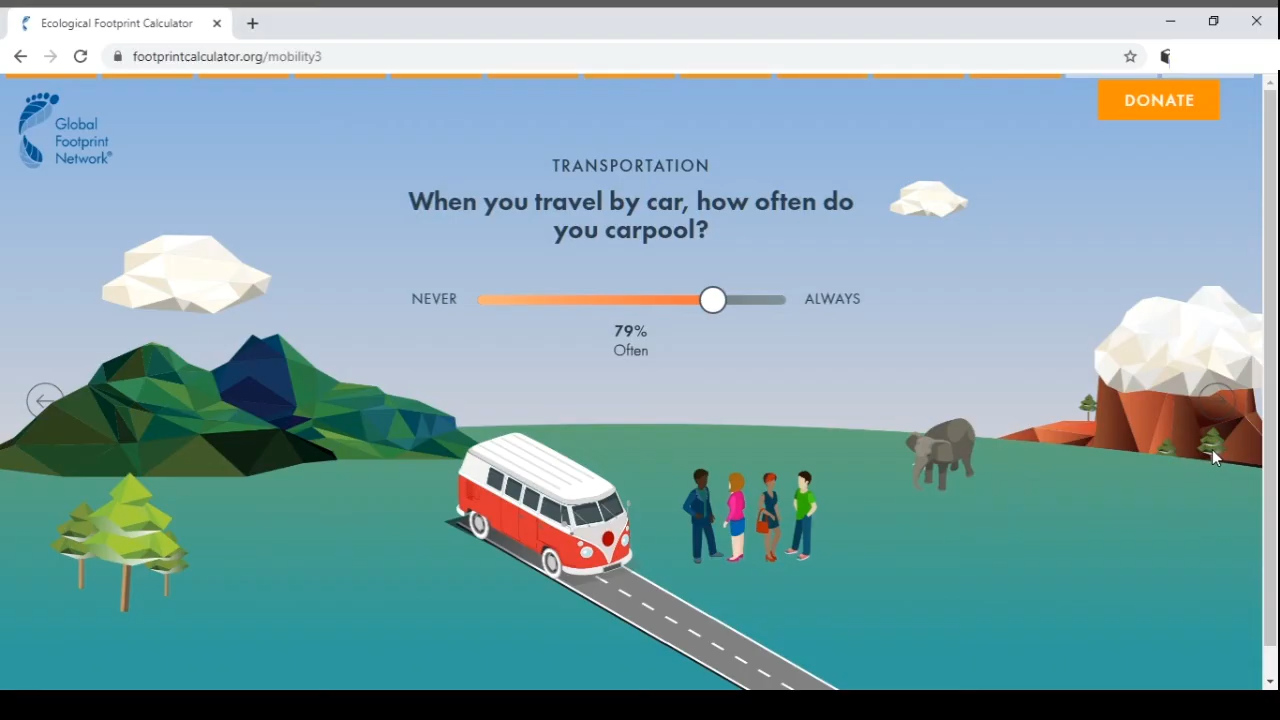 Ecological Footprint Calculator
footprintcalculator.org/mobility3
DONATE
Global
Footprint
Network®
TRANSPORTATION
When you travel by car, how often do
you carpool?
NEVER
ALWAYS
79%
Often